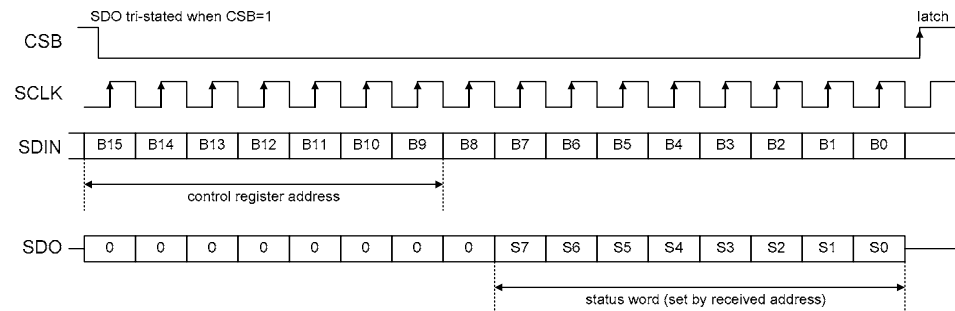 SDO tri-stated when CSB=1
latch
CSB
SCLK
SDIN B15 B14 B13 B12 B11 B10 B9 B8 B7 B6 B5 B4 B3 B2 B1 B0
control register address
SDO 0 0 0 0 0 0 0 0 S7 S6 S5 S4 S3 S2 S1 S0
status word (set by received address)